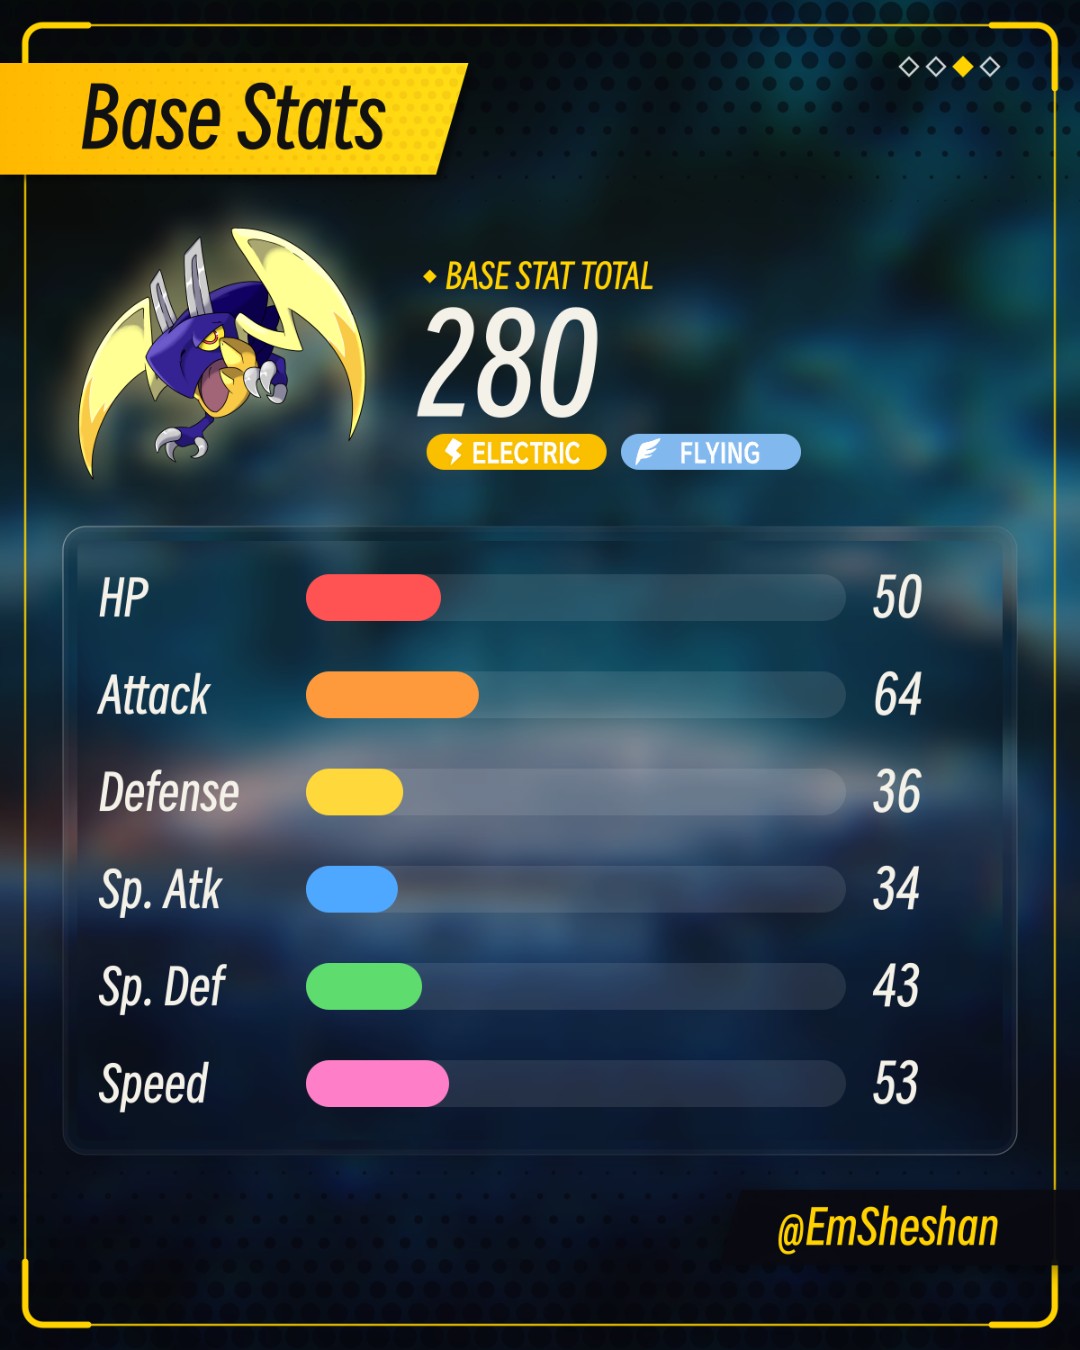 Base Stats
BASE STAT TOTAL
280
ELECTRIC FLYING
HP 50
Attack 64
Defense 36
Sp. Atk 34
Sp. Def 43
Speed 53
@EmSheshan